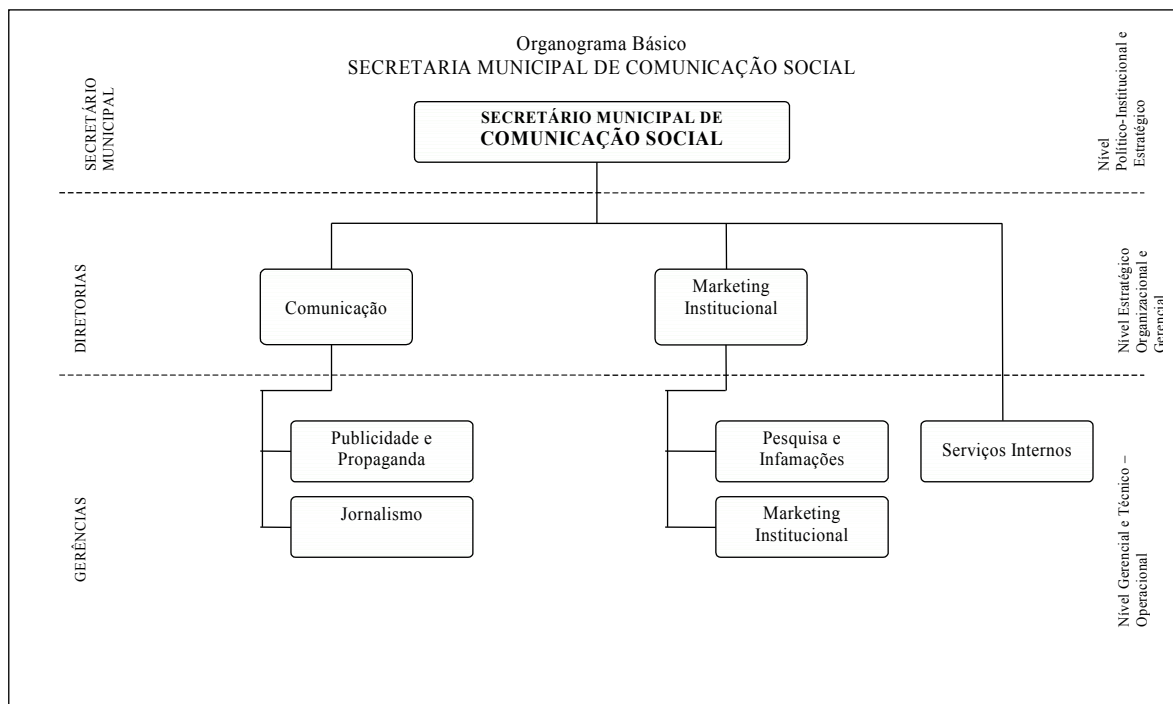 Organograma Básico
SECRETARIA MUNICIPAL DE COMUNICAÇÃO SOCIAL
SECRETÁRIO
MUNICIPAL
SECRETÁRIO MUNICIPAL DE
COMUNICAÇÃO SOCIAL
Nível
Político-Institucional e
Estratégico
DIRETORIAS
Comunicação
Marketing
Institucional
Nível Estratégico
Organizacional e
Gerencial
GERÊNCIAS
Publicidade e
Propaganda
Jornalismo
Pesquisa e
Infamações
Marketing
Institucional
Serviços Internos
Nível Gerencial e Técnico –
Operacional